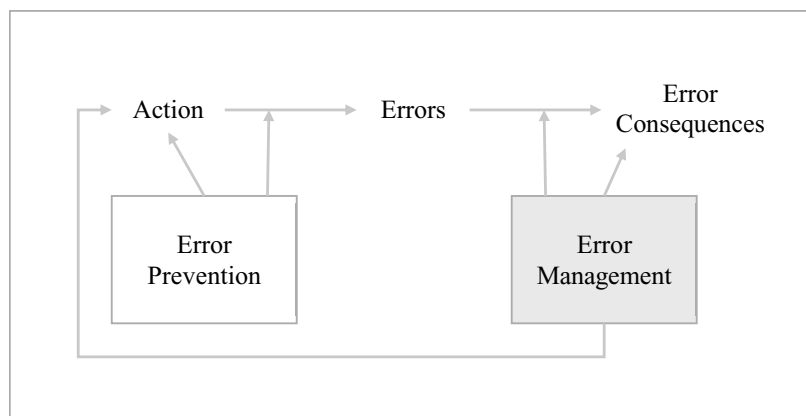 Action
Errors
Error
Consequences
Error
Prevention
Error
Management